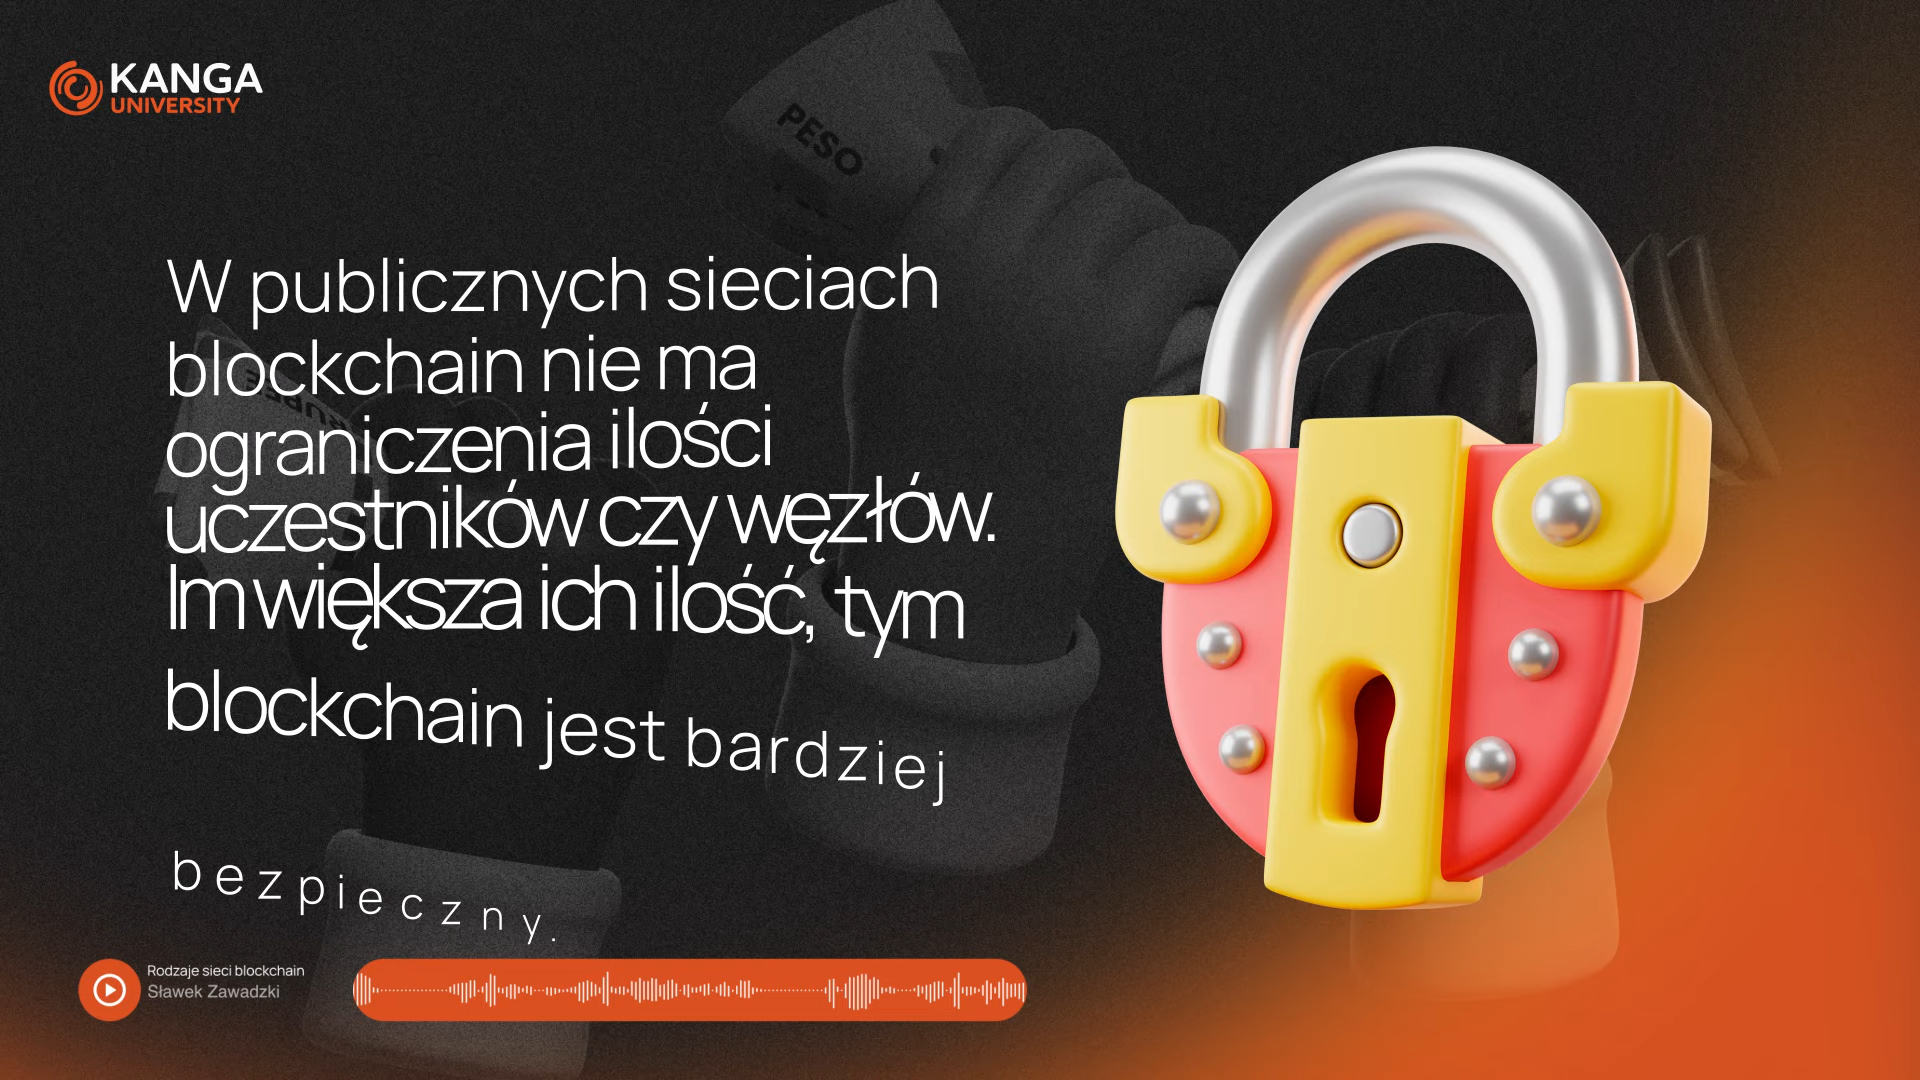 KANGA
UNIVERSITY
PESO
W publicznych sieciach
blockchain nie ma
ograniczenia ilości
uczestników czy węzłów.
Im większa ich ilość, tym
blockchain jest bardziej
bezpieczny.
Rodzaje sieci blockchain
Sławek Zawadzki